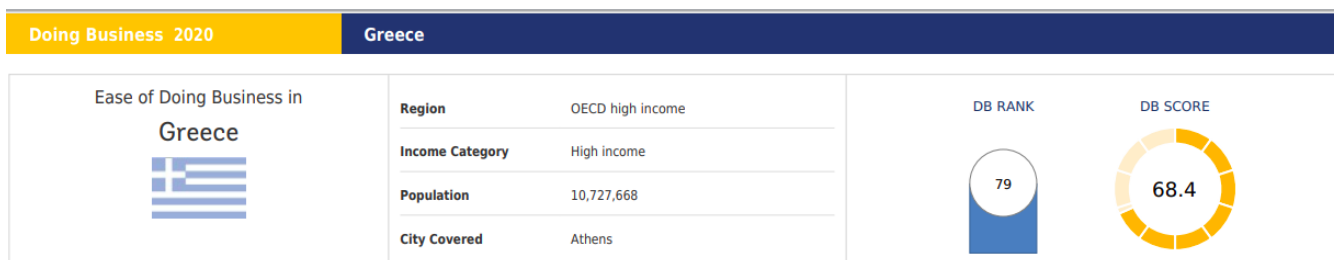 Doing Business 2020
Greece
Ease of Doing Business in
Greece
Region OECD high income
Income Category High income
Population 10,727,668
City Covered Athens
DB RANK DB SCORE
79 68.4